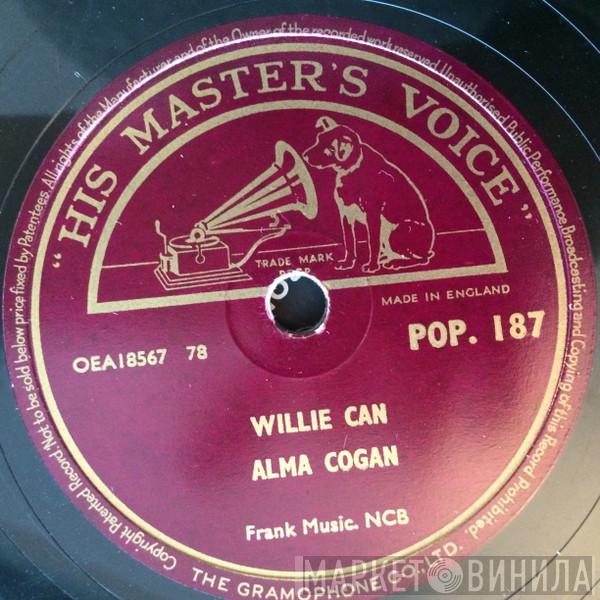 Copyright Patented Record Not to be sold below price fixed by Patentees. All rights of the Manufacturer and of the Owner of the recorded work reserved. Unauthorised Public Performance, Broadcasting and Copying of this Record Prohibited.
"HIS MASTER'S VOICE"
TRADE MARK
MADE IN ENGLAND
OEA18567 78
POP. 187
WILLIE CAN
ALMA COGAN
Frank Music. NCB
THE GRAMOPHONE CO., LTD.
МАРКЕТ ВИНИЛА